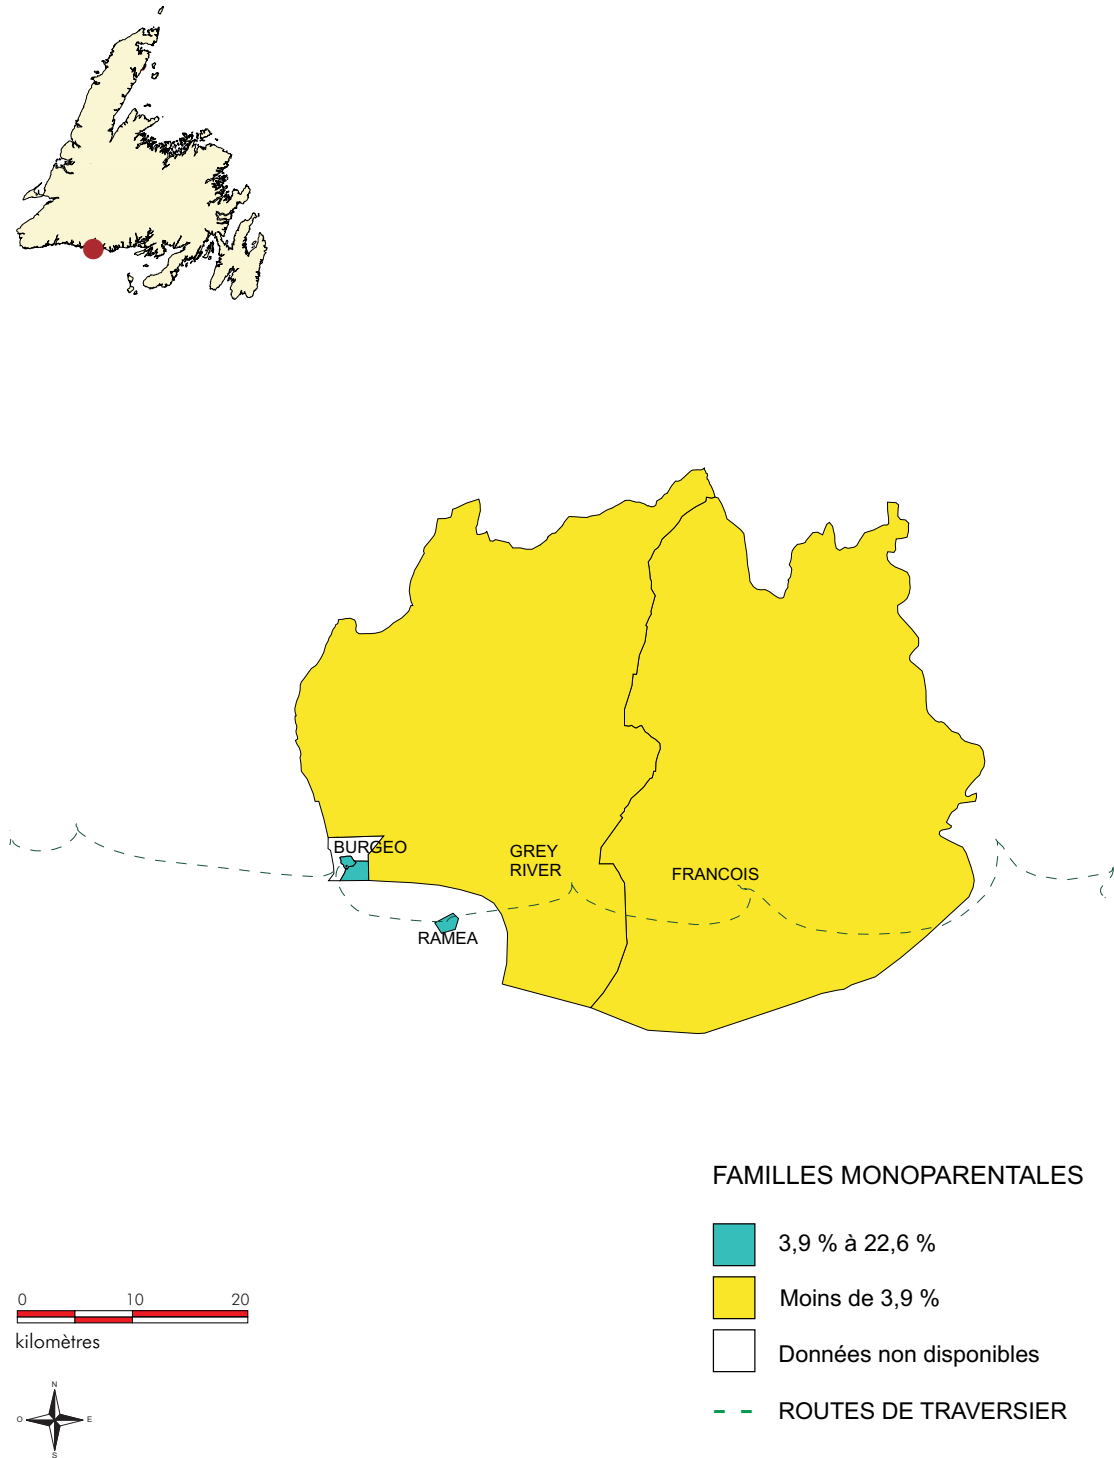 BURGEO
GREY
RIVER
FRANCOIS
RAMEA
FAMILLES MONOPARENTALES
3,9 % à 22,6 %
Moins de 3,9 %
Données non disponibles
ROUTES DE TRAVERSIER
0 10 20
kilomètres
N
O E
S